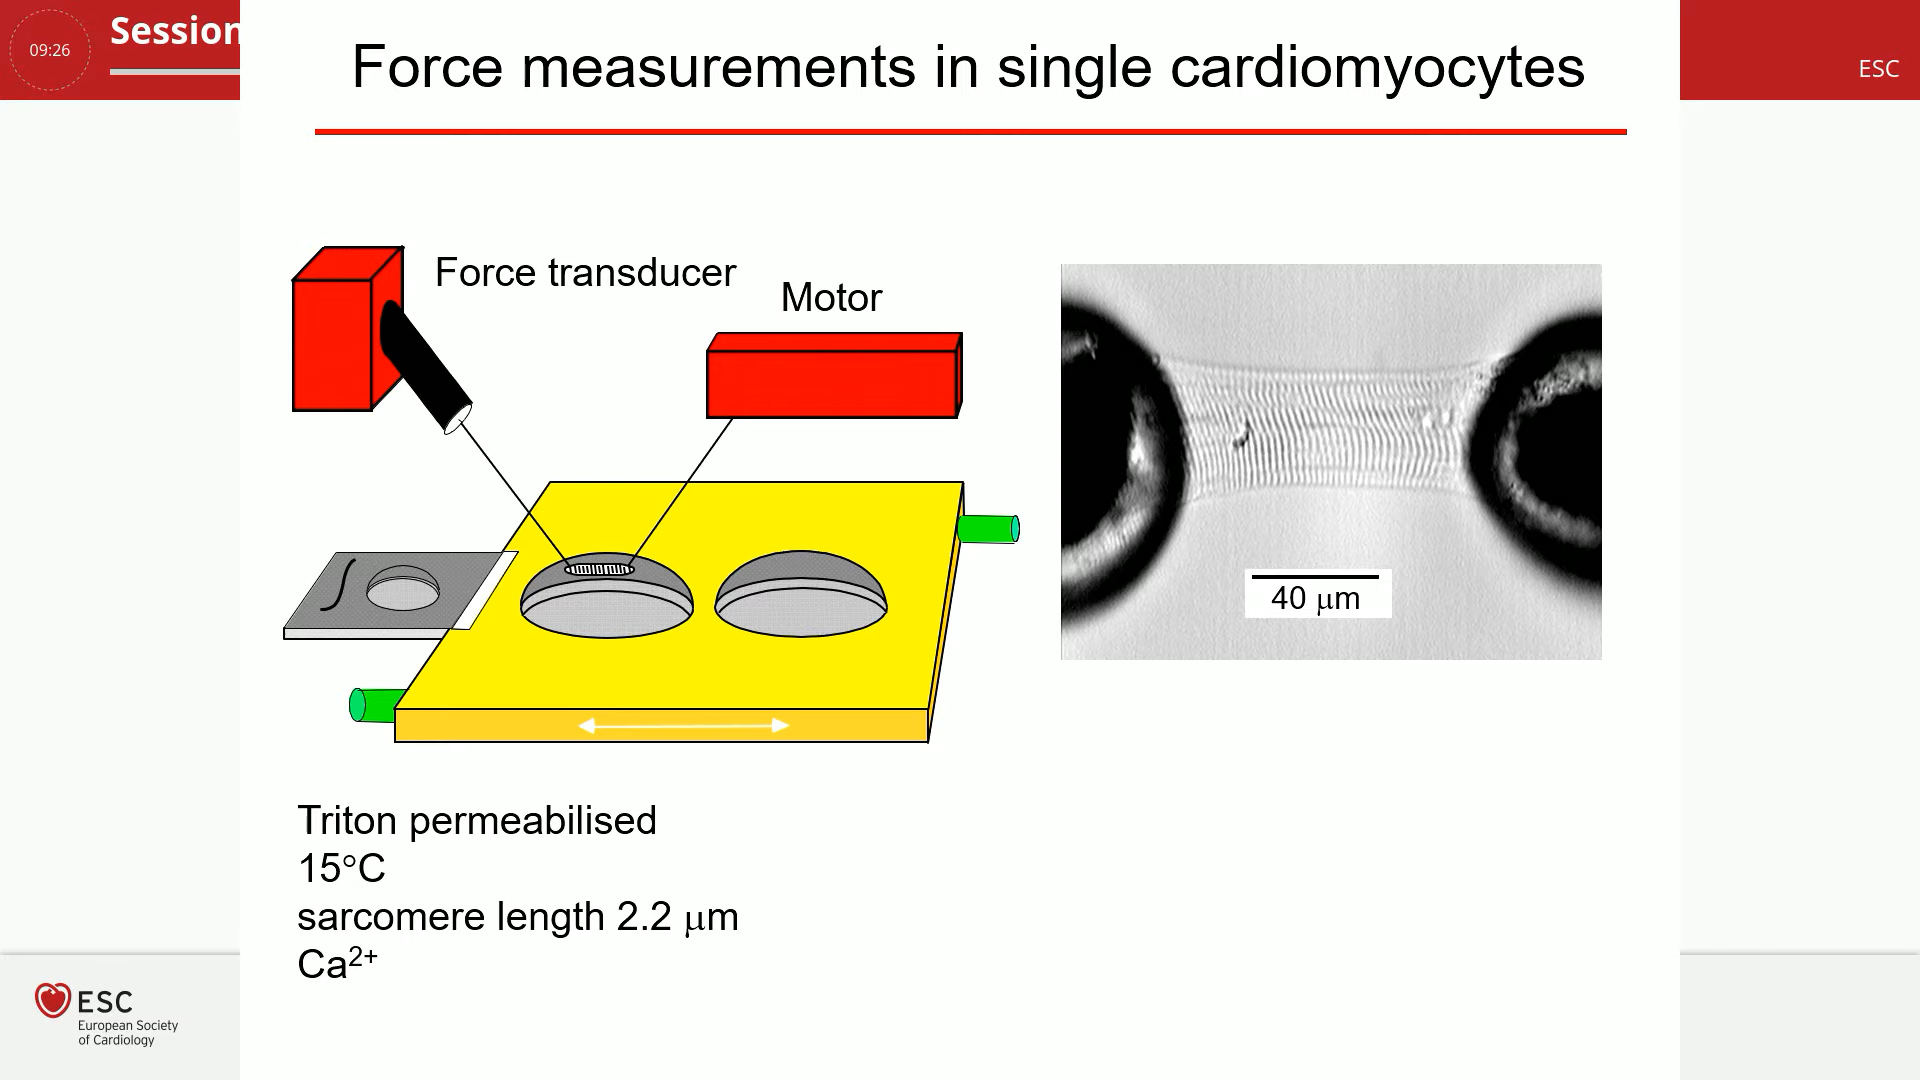 09:26
Session
ESC
Force measurements in single cardiomyocytes
Force transducer
Motor
40 μm
Triton permeabilised
15°C
sarcomere length 2.2 μm
Ca²⁺
ESC
European Society
of Cardiology